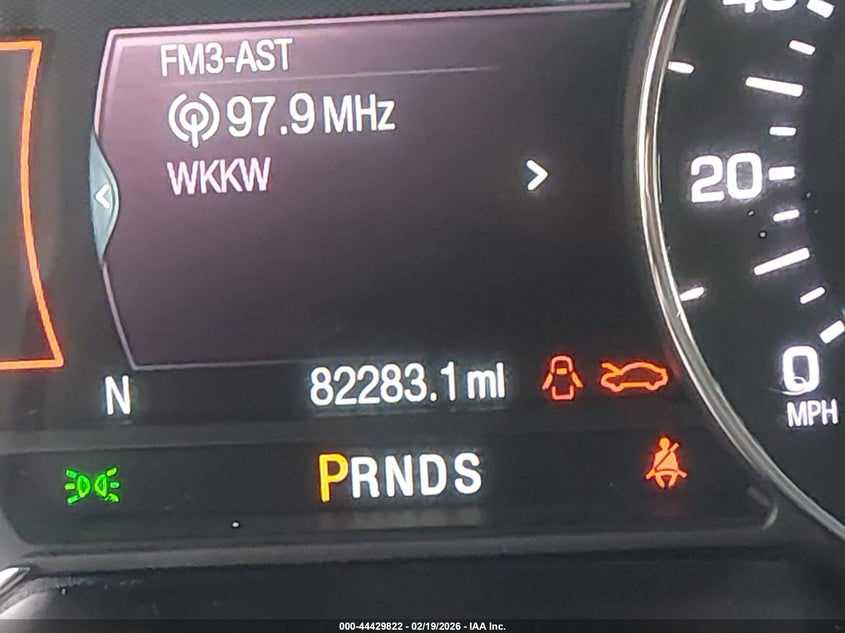 FM3-AST
97.9 MHz
WKKW
20
0
MPH
N
82283.1 mi
PRNDS
000-44429822 - 02/19/2026 - IAA Inc.